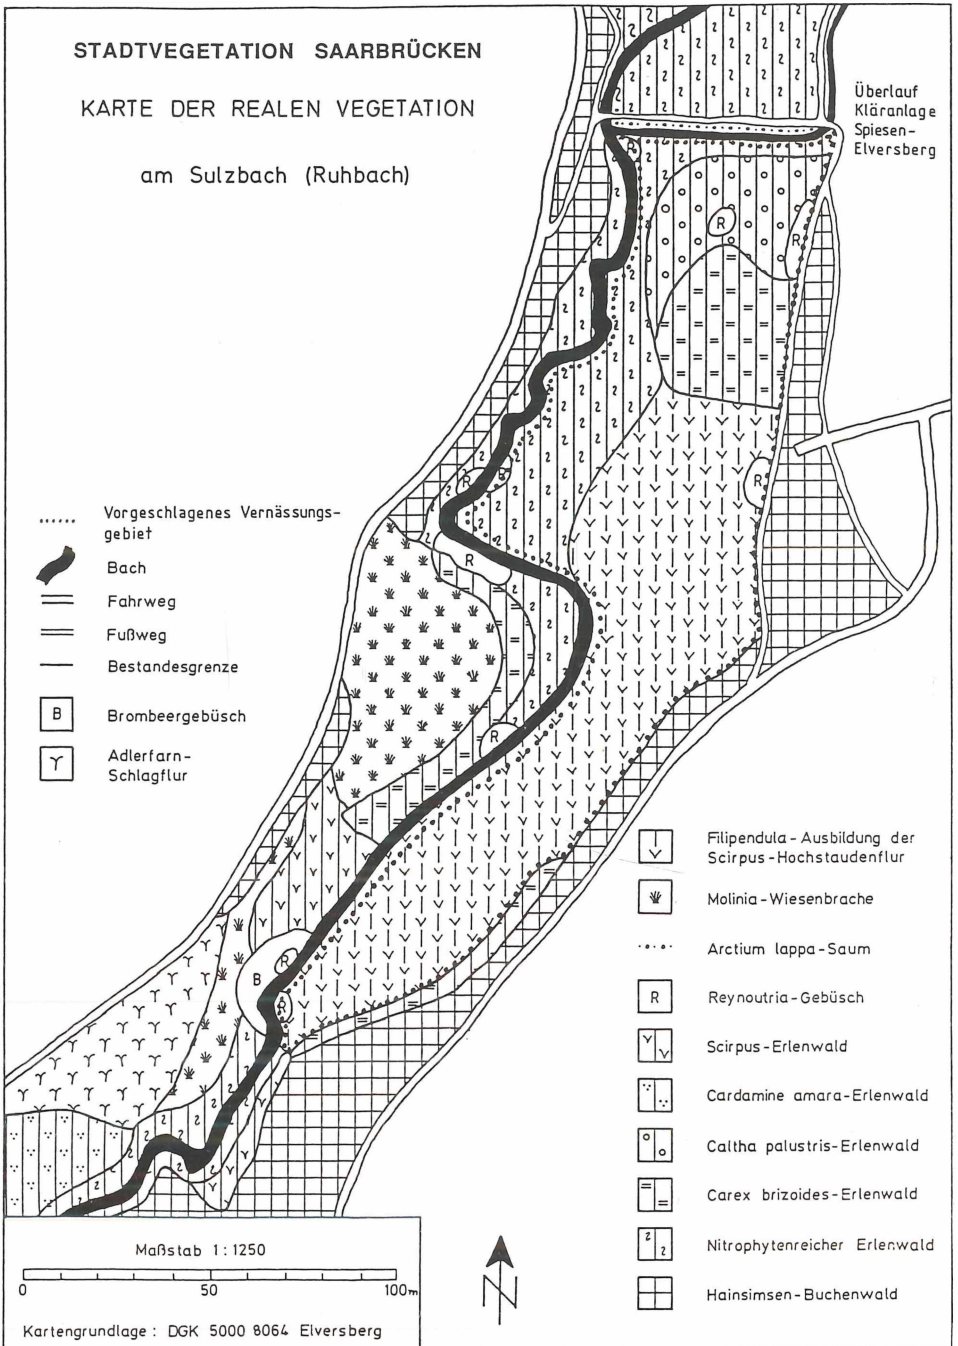 STADTVEGETATION SAARBRÜCKEN
KARTE DER REALEN VEGETATION
am Sulzbach (Ruhbach)
Überlauf
Kläranlage
Spiesen-
Elversberg
R
R
R
R
B
R
R
R
R
B
R
Vorgeschlagenes Vernässungs-
gebiet
Bach
Fahrweg
Fußweg
Bestandesgrenze
B Brombeergebüsch
Adlerfarn-
Schlagflur
Filipendula-Ausbildung der
Scirpus-Hochstaudenflur
Molinia-Wiesenbrache
Arctium lappa-Saum
R Reynoutria-Gebüsch
Scirpus-Erlenwald
Cardamine amara-Erlenwald
Caltha palustris-Erlenwald
Carex brizoides-Erlenwald
Nitrophytenreicher Erlenwald
Hainsimsen-Buchenwald
Maßstab 1:1250
0 50 100m
Kartengrundlage: DGK 5000 8064 Elversberg
N